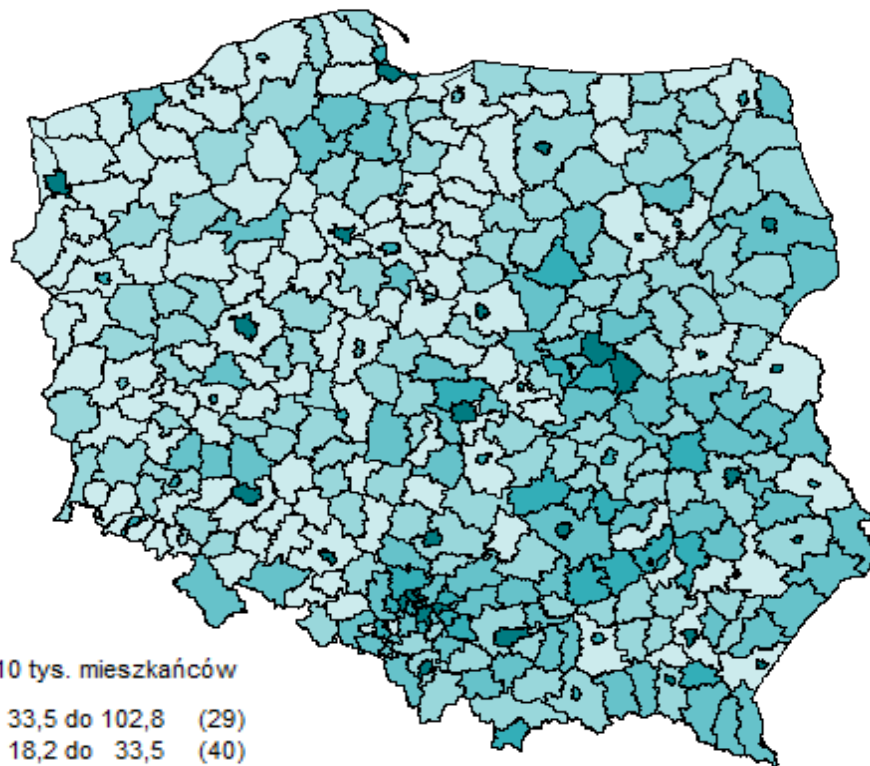 10 tys. mieszkańców
33,5 do 102,8 (29)
18,2 do 33,5 (40)